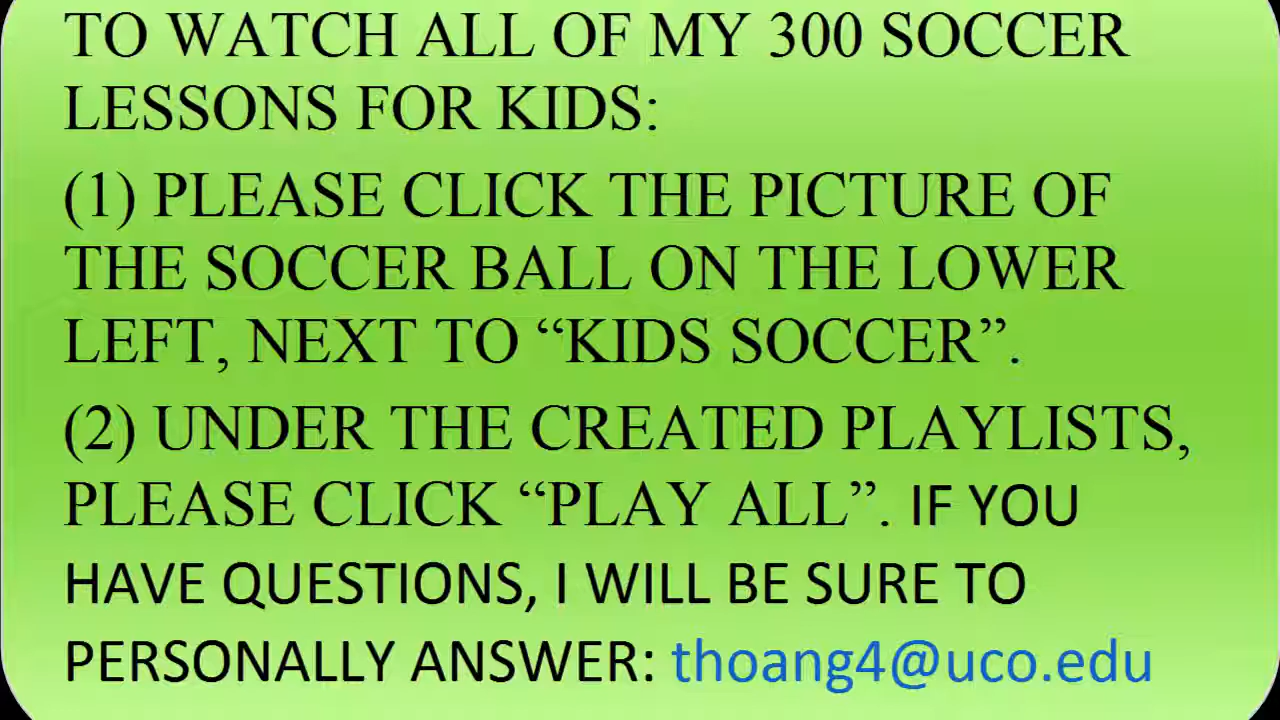 TO WATCH ALL OF MY 300 SOCCER
LESSONS FOR KIDS:
(1) PLEASE CLICK THE PICTURE OF
THE SOCCER BALL ON THE LOWER
LEFT, NEXT TO “KIDS SOCCER”.
(2) UNDER THE CREATED PLAYLISTS,
PLEASE CLICK “PLAY ALL”. IF YOU
HAVE QUESTIONS, I WILL BE SURE TO
PERSONALLY ANSWER: thoang4@uco.edu